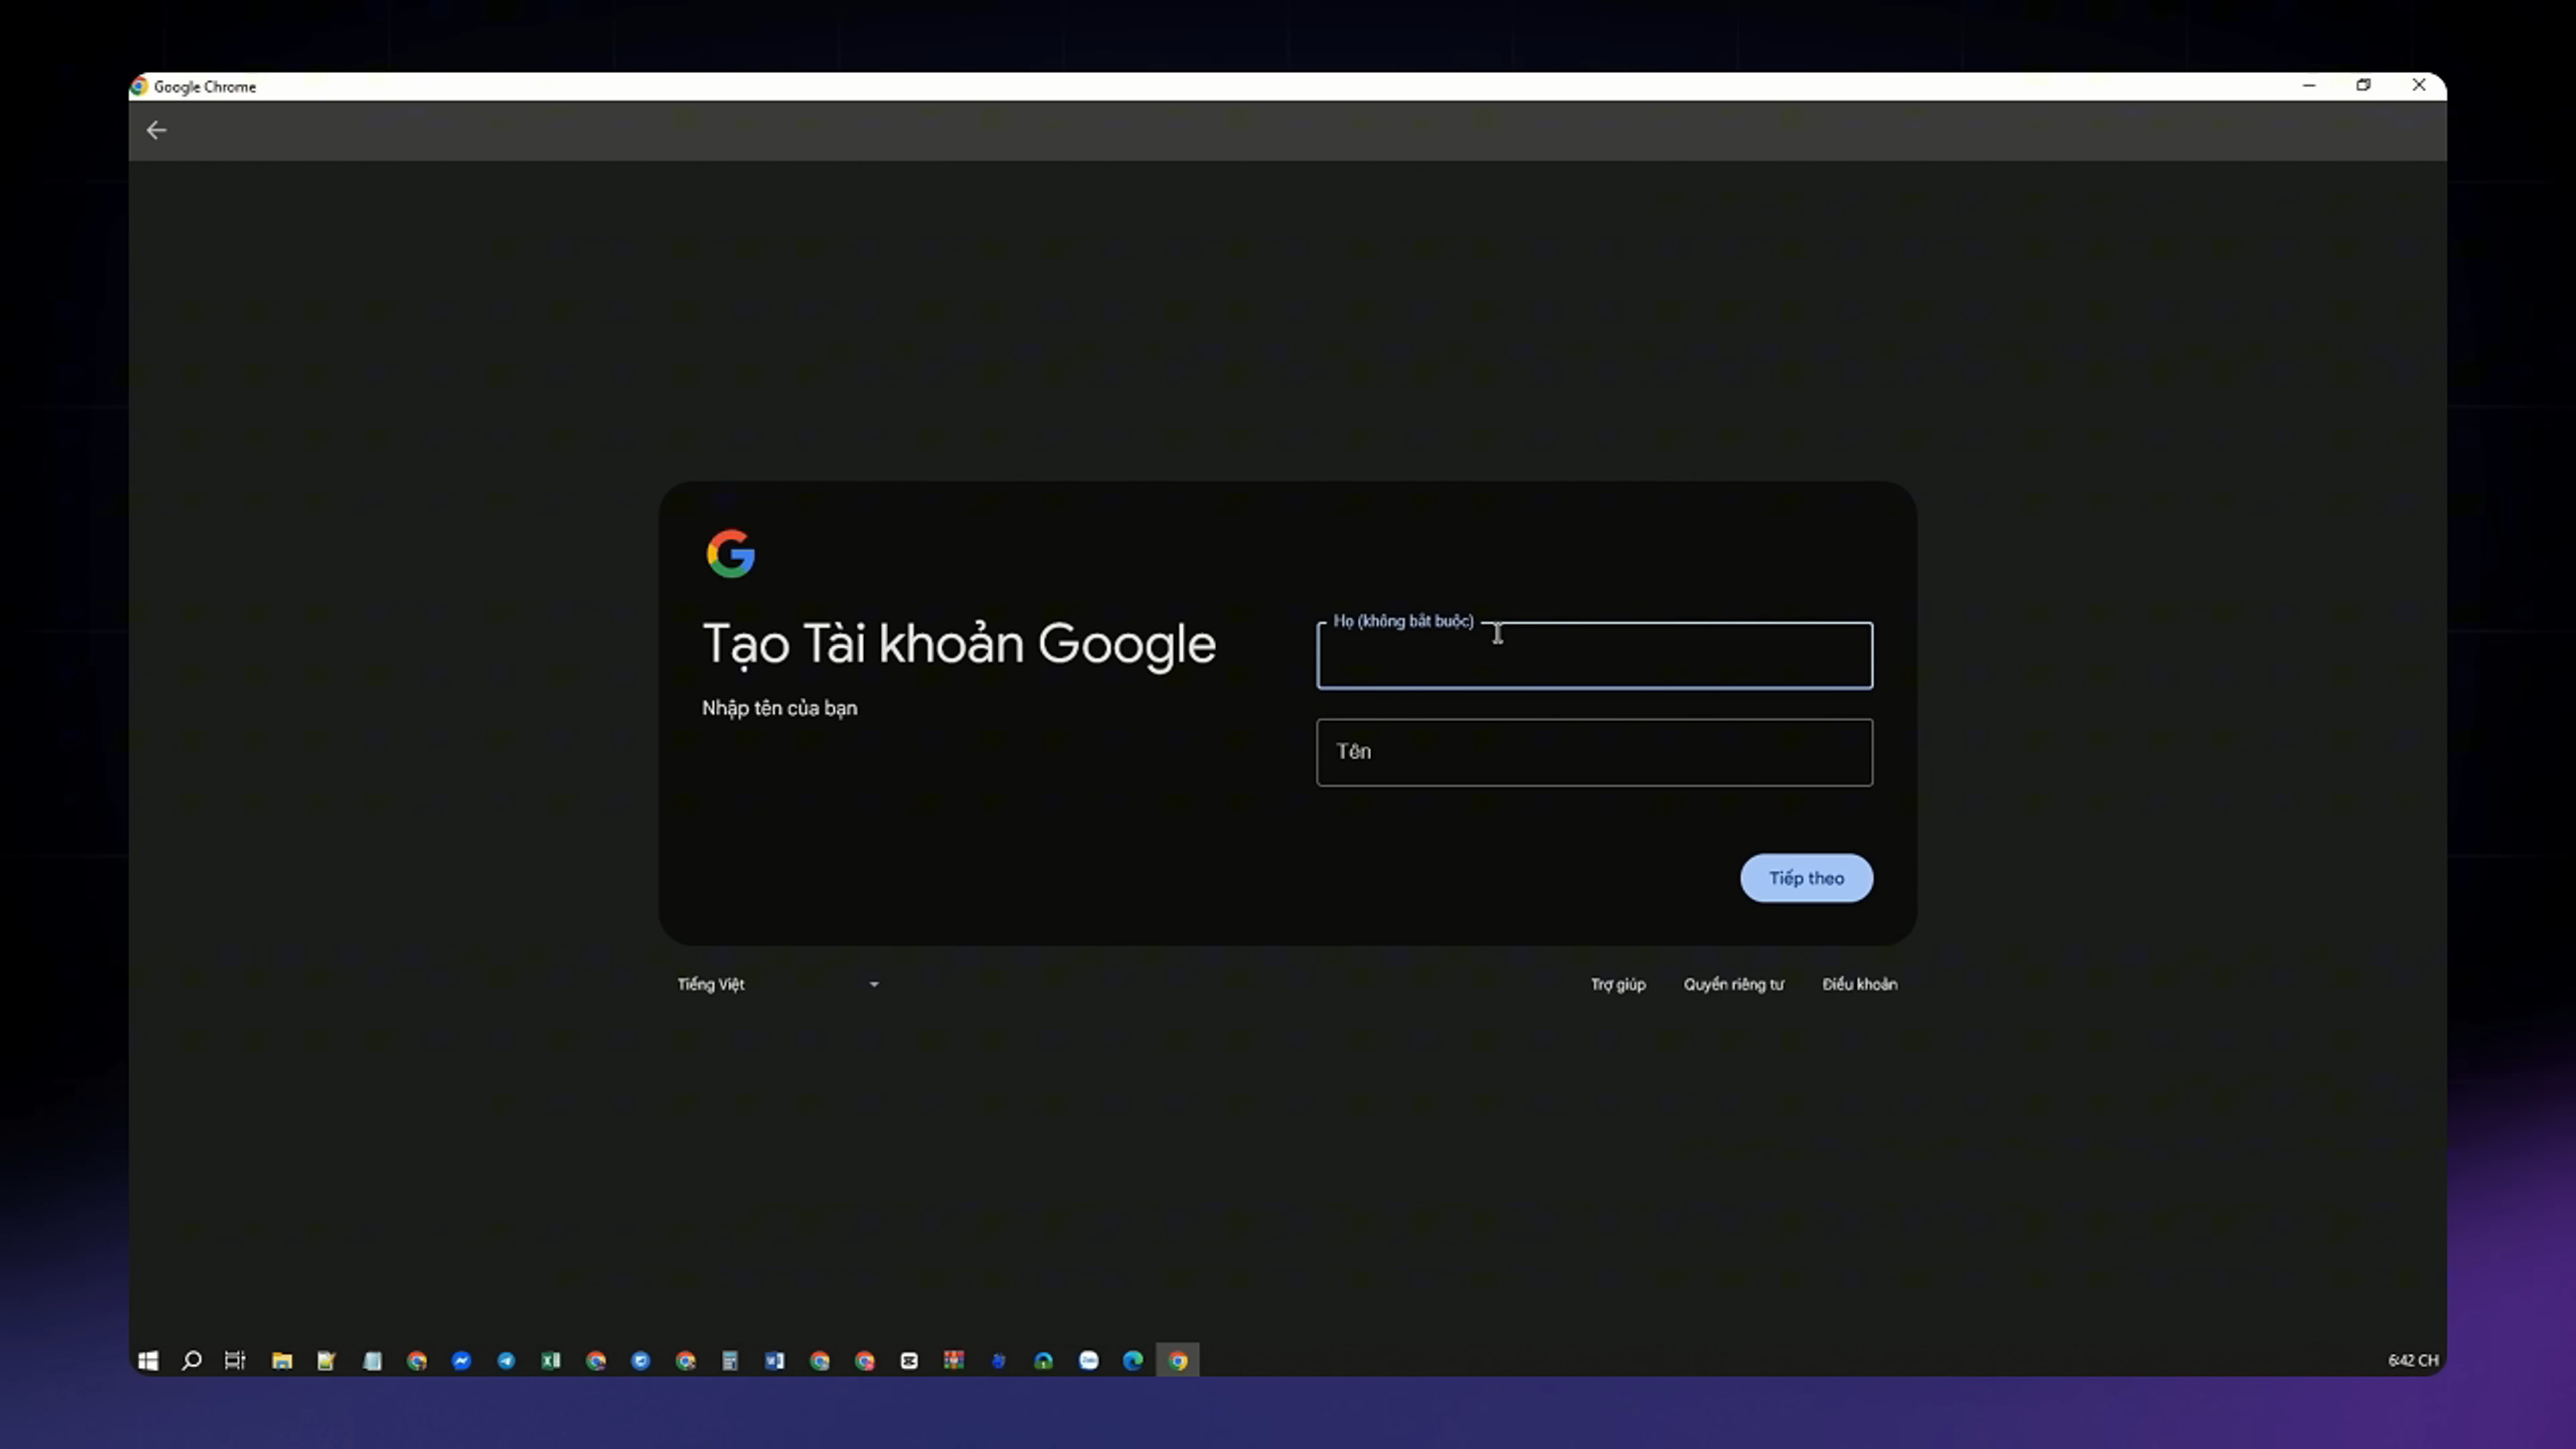 Google Chrome
Tạo Tài khoản Google
Nhập tên của bạn
Họ (không bắt buộc)
Tên
Tiếp theo
Tiếng Việt
Trợ giúp
Quyền riêng tư
Điều khoản
6:42 CH